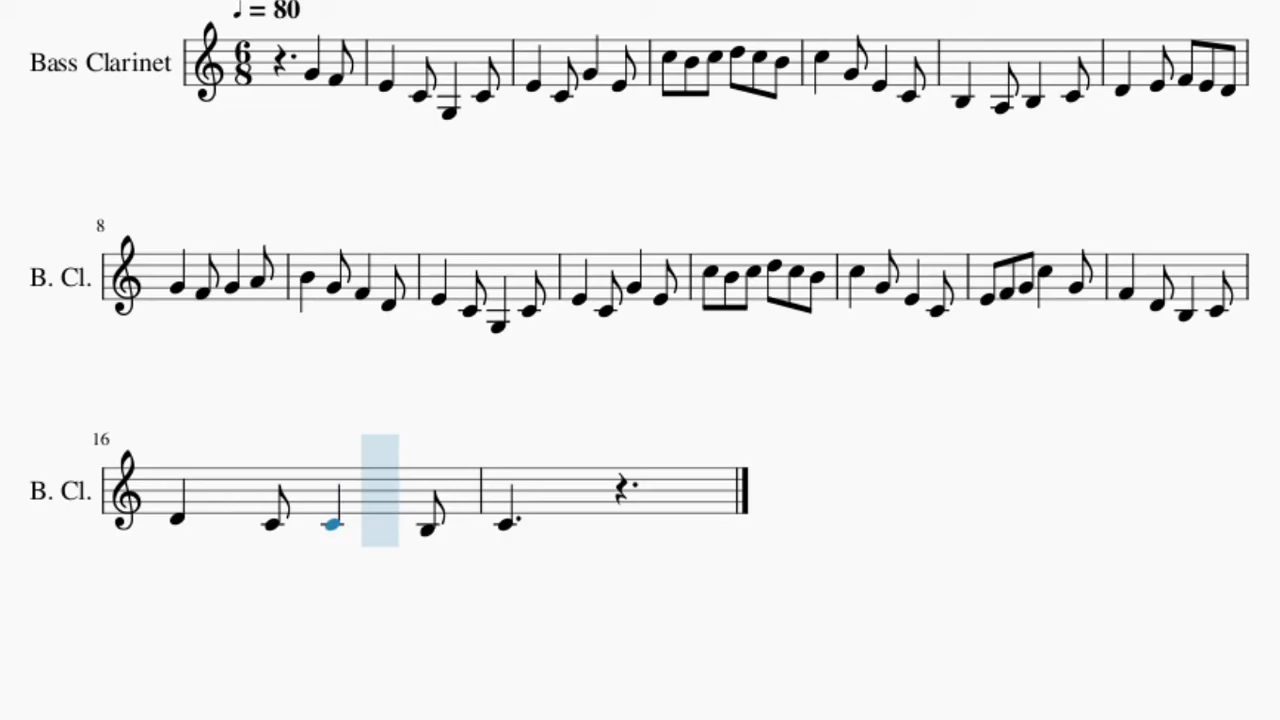 ♩ = 80
Bass Clarinet
6
8
8
B. Cl.
16
B. Cl.